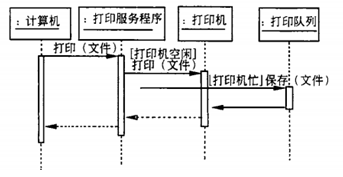 ：计算机
：打印服务程序
：打印机
：打印队列
打印（文件）
[打印机空闲]
打印（文件）
[打印机忙]保存（文件）